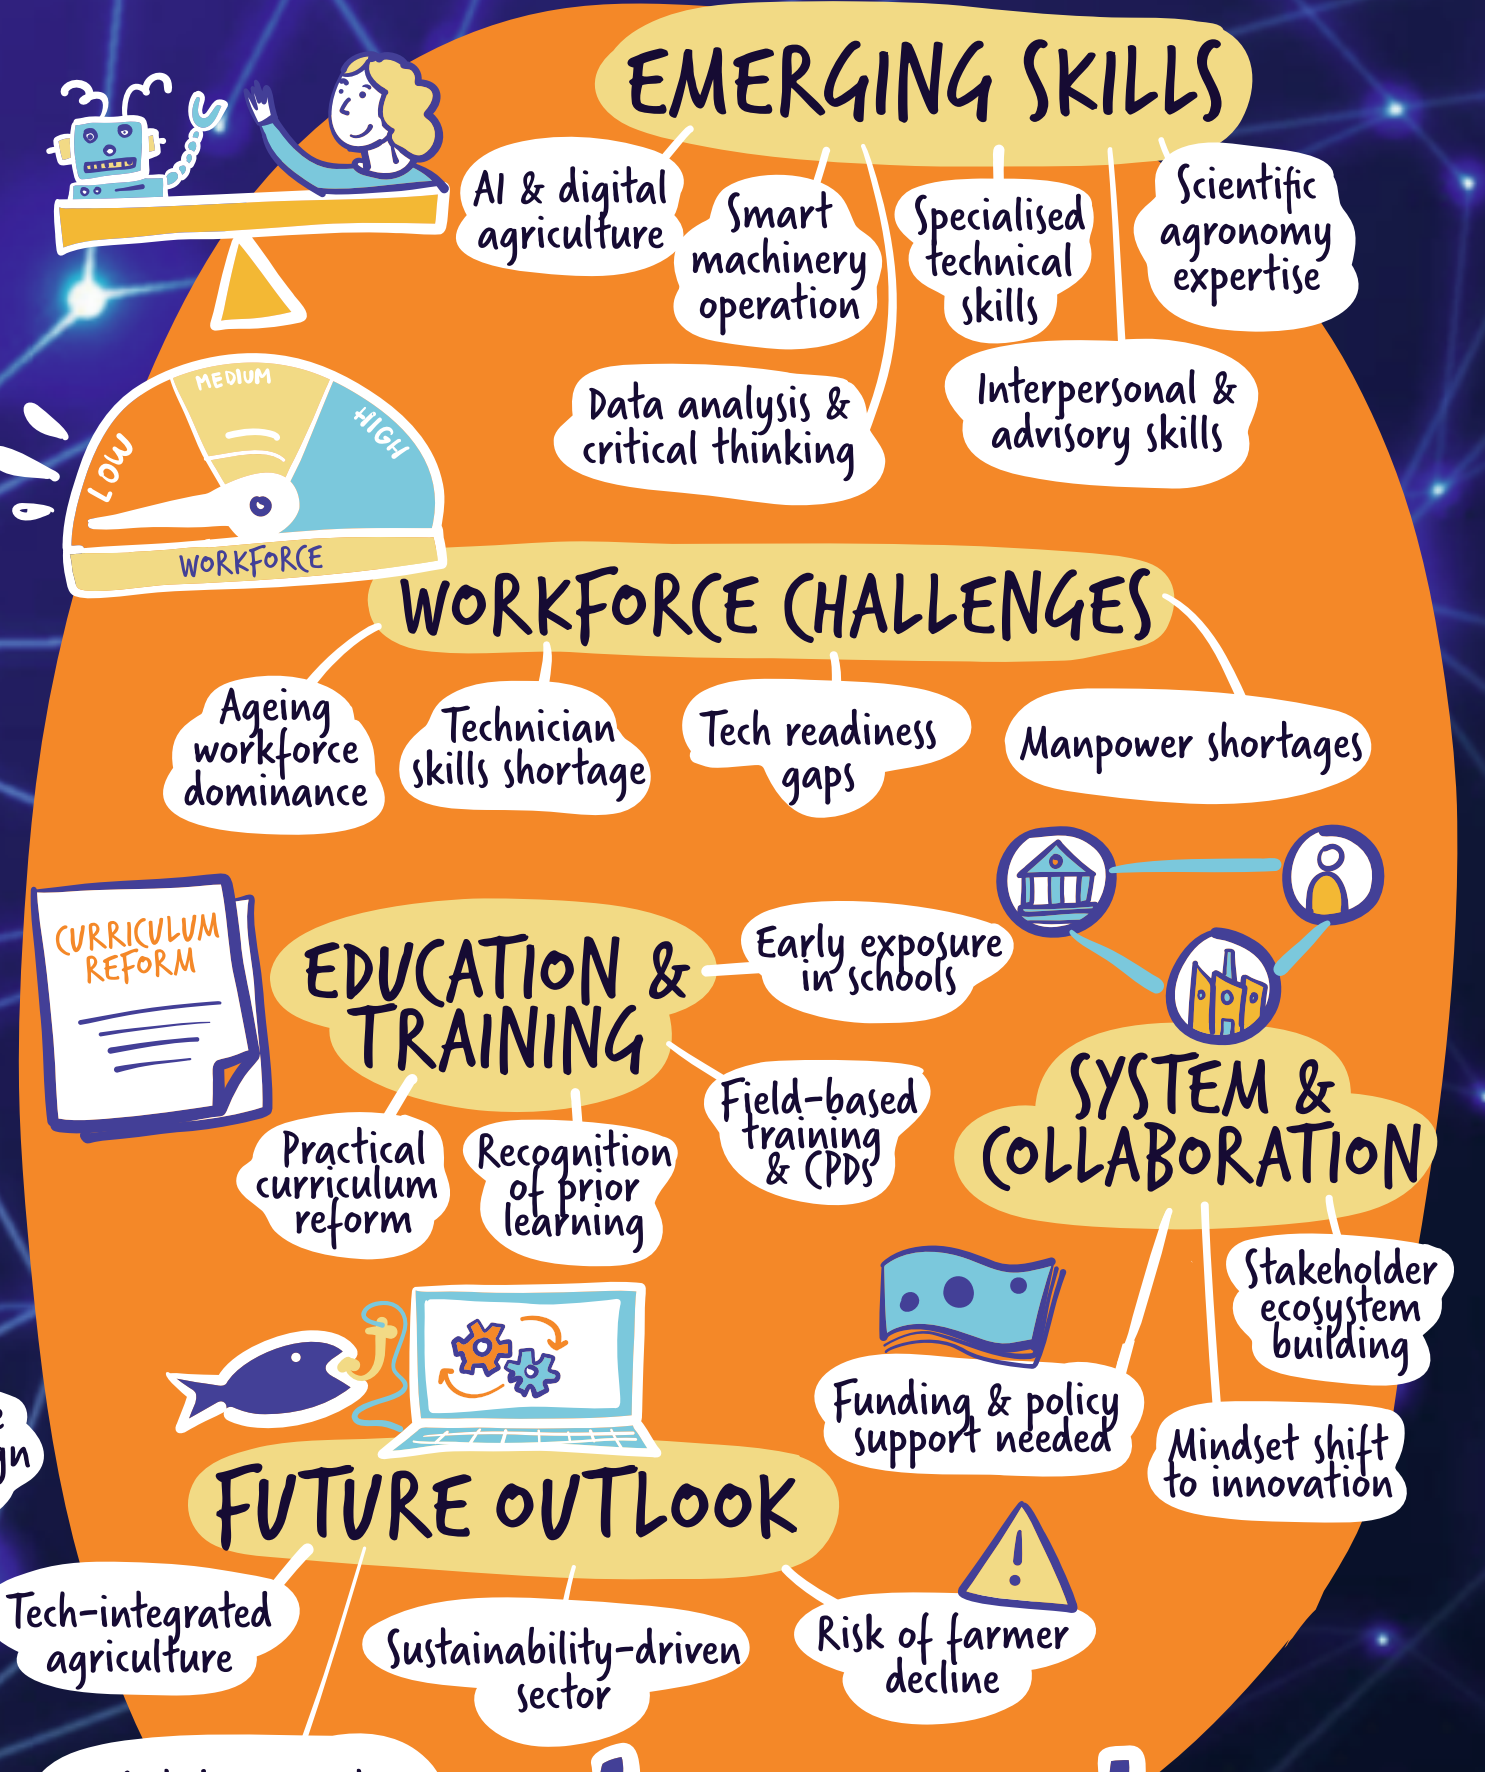 EMERGING SKILLS
AI & digital
agriculture
Smart
machinery
operation
Specialised
technical
skills
Scientific
agronomy
expertise
Data analysis &
critical thinking
Interpersonal &
advisory skills
LOW
MEDIUM
HIGH
WORKFORCE
WORKFORCE CHALLENGES
Ageing
workforce
dominance
Technician
skills shortage
Tech readiness
gaps
Manpower shortages
CURRICULUM
REFORM
EDUCATION &
TRAINING
Early exposure
in schools
Field-based
training
& CPDs
Practical
curriculum
reform
Recognition
of prior
learning
SYSTEM &
COLLABORATION
Stakeholder
ecosystem
building
Funding & policy
support needed
Mindset shift
to innovation
FUTURE OUTLOOK
Tech-integrated
agriculture
Sustainability-driven
sector
Risk of farmer
decline
!